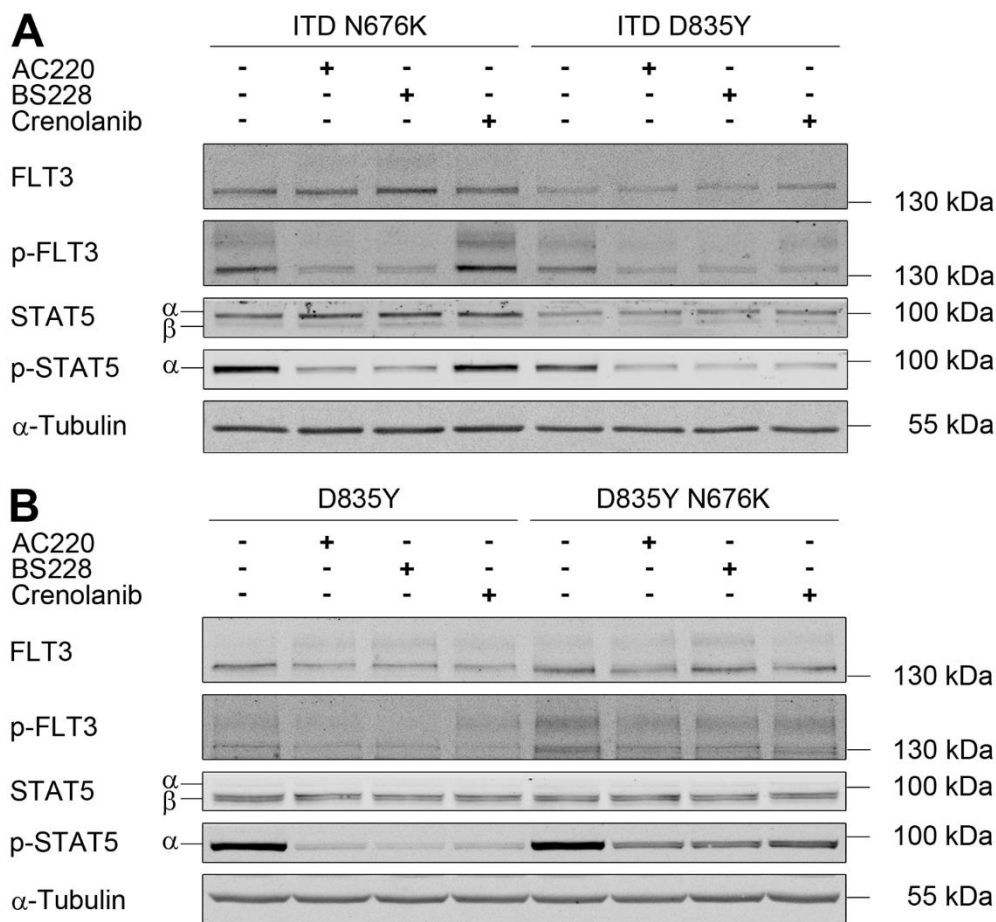 A
ITD N676K ITD D835Y
AC220 - + - - - + - -
BS228 - - + - - - + -
Crenolanib - - - + - - - +
FLT3 130 kDa
p-FLT3 130 kDa
STAT5 α β 100 kDa
p-STAT5 α 100 kDa
α-Tubulin 55 kDa
B
D835Y D835Y N676K
AC220 - + - - - + - -
BS228 - - + - - - + -
Crenolanib - - - + - - - +
FLT3 130 kDa
p-FLT3 130 kDa
STAT5 α β 100 kDa
p-STAT5 α 100 kDa
α-Tubulin 55 kDa